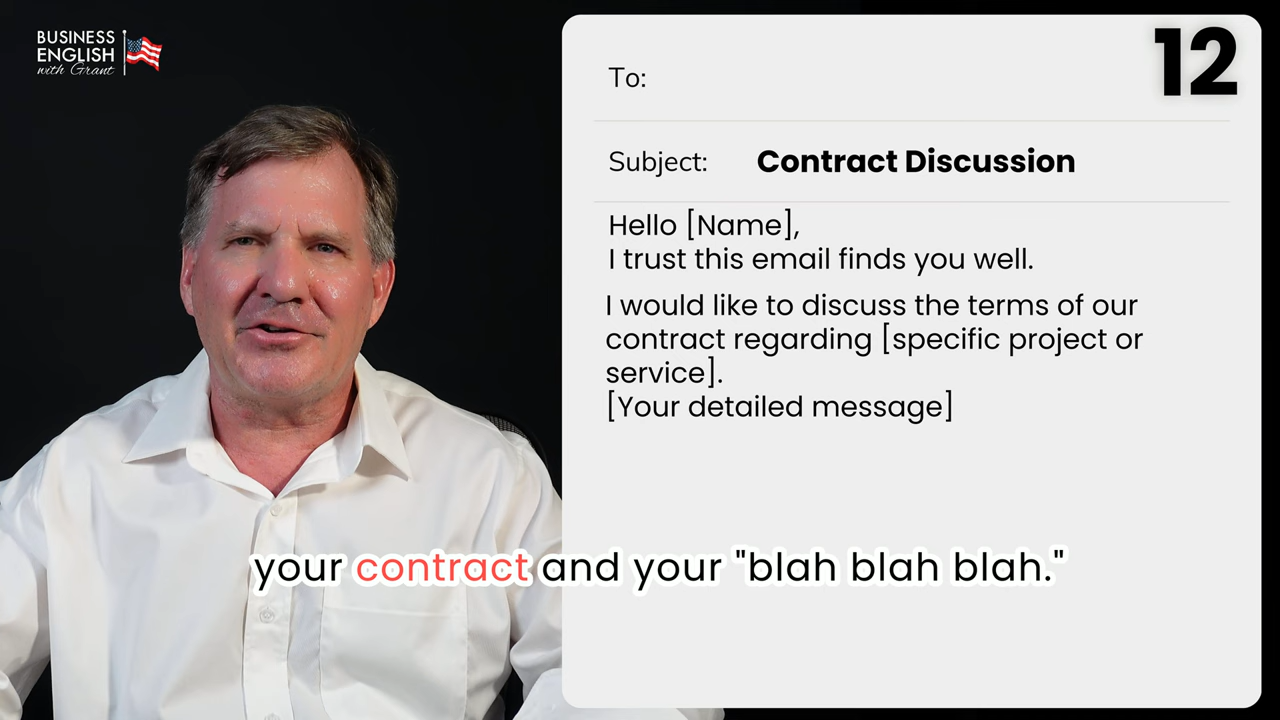 BUSINESS
ENGLISH
with Grant
12
To:
Subject: Contract Discussion
Hello [Name],
I trust this email finds you well.
I would like to discuss the terms of our
contract regarding [specific project or
service].
[Your detailed message]
your contract and your "blah blah blah."